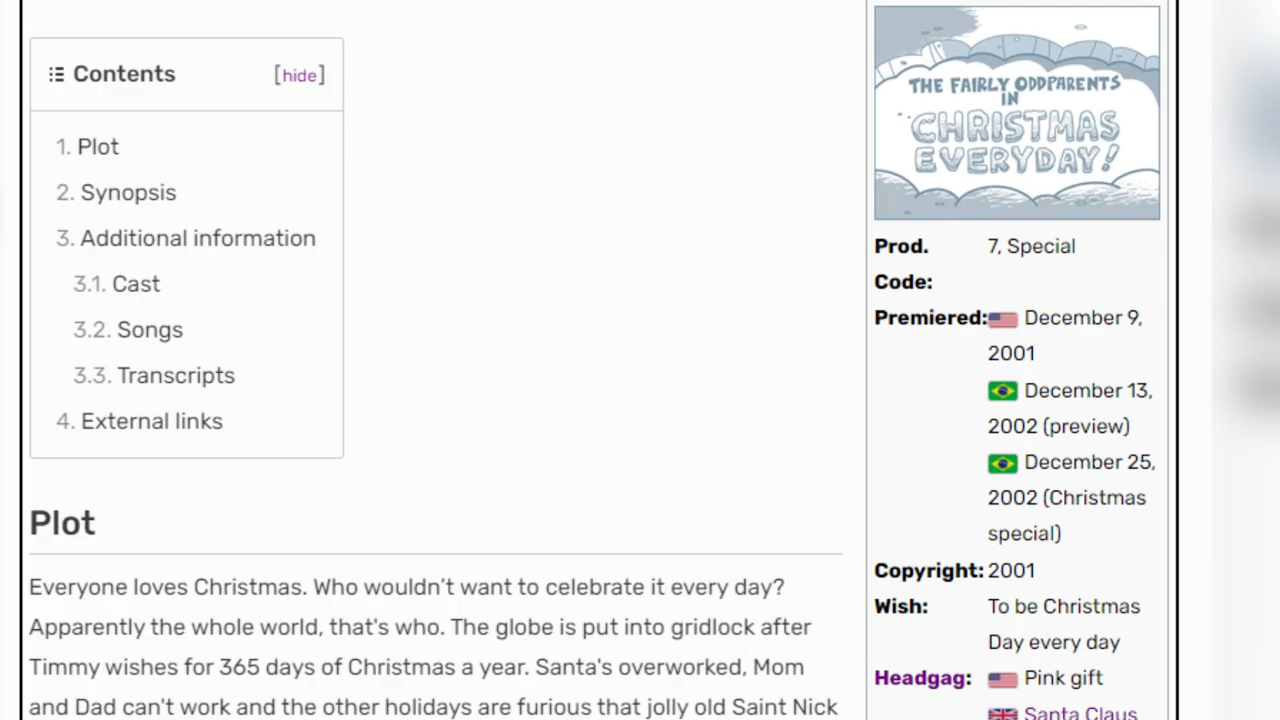 Contents [hide]
1. Plot
2. Synopsis
3. Additional information
3.1. Cast
3.2. Songs
3.3. Transcripts
4. External links
Plot
Everyone loves Christmas. Who wouldn't want to celebrate it every day?
Apparently the whole world, that's who. The globe is put into gridlock after
Timmy wishes for 365 days of Christmas a year. Santa's overworked, Mom
and Dad can't work and the other holidays are furious that jolly old Saint Nick
THE FAIRLY ODDPARENTS
IN
CHRISTMAS
EVERYDAY!
Prod. 7, Special
Code:
Premiered: December 9,
2001
December 13,
2002 (preview)
December 25,
2002 (Christmas
special)
Copyright: 2001
Wish: To be Christmas
Day every day
Headgag: Pink gift
Santa Claus